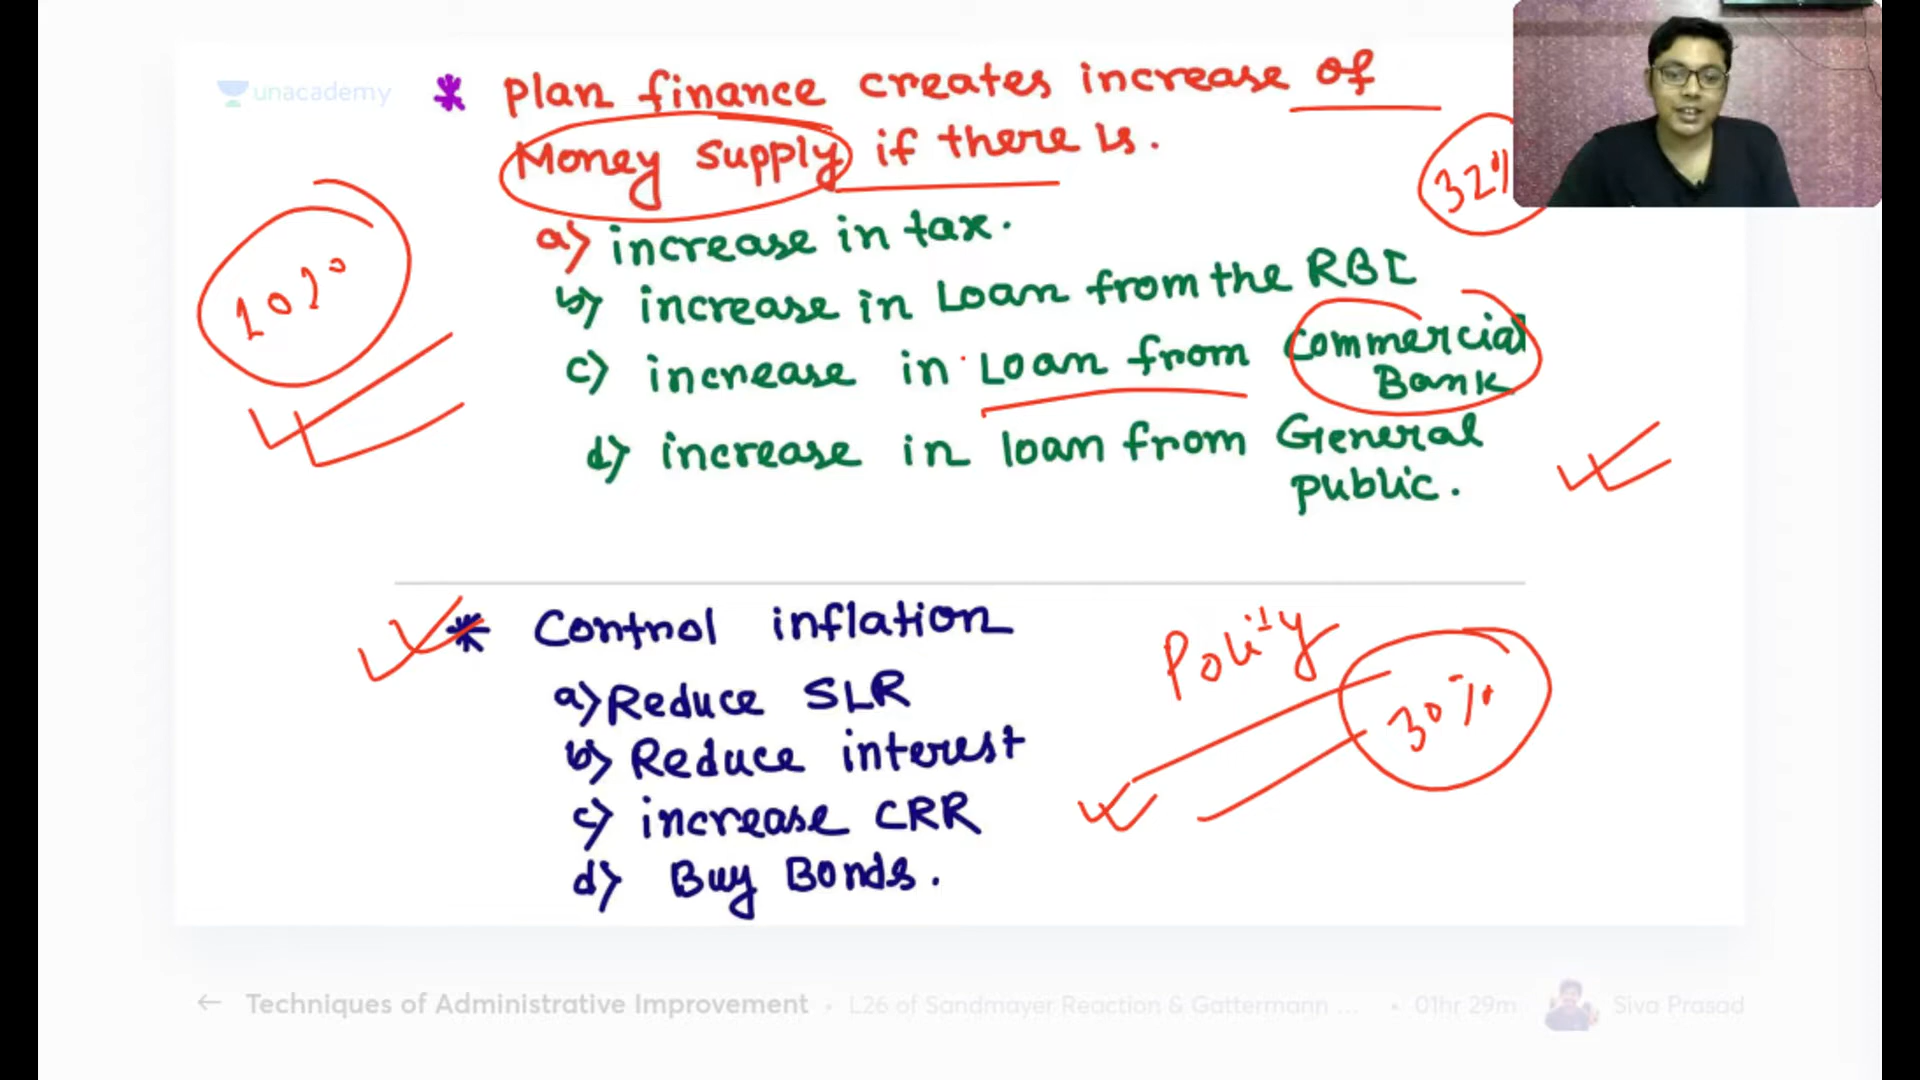 unacademy
* plan finance creates increase of
Money supply if there is.
32%
a) increase in tax.
10%
b) increase in Loan from the RBI
c) increase in Loan from commercial
Bank
d) increase in loan from General
public.
* Control inflation
Polity
a) Reduce SLR
30%
b) Reduce interest
c) increase CRR
d) Buy Bonds.
← Techniques of Administrative Improvement • L26 of Sandmayer Reaction & Gattermann ... • 01hr 29m Siva Prasad